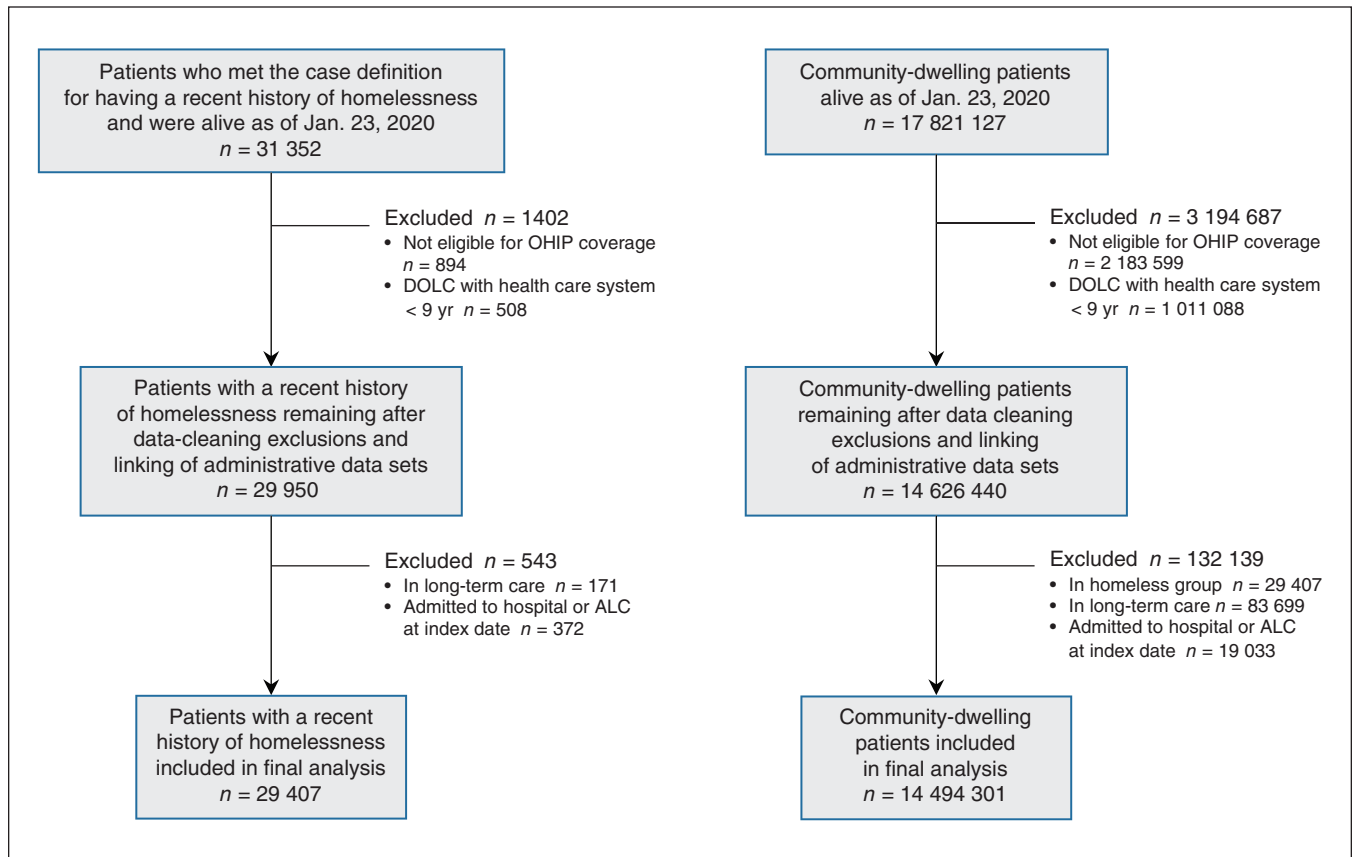 Patients who met the case definition
for having a recent history of homelessness
and were alive as of Jan. 23, 2020
n = 31 352
Excluded n = 1402
• Not eligible for OHIP coverage
n = 894
• DOLC with health care system
< 9 yr n = 508
Patients with a recent history
of homelessness remaining after
data-cleaning exclusions and
linking of administrative data sets
n = 29 950
Excluded n = 543
• In long-term care n = 171
• Admitted to hospital or ALC
at index date n = 372
Patients with a recent
history of homelessness
included in final analysis
n = 29 407
Community-dwelling patients
alive as of Jan. 23, 2020
n = 17 821 127
Excluded n = 3 194 687
• Not eligible for OHIP coverage
n = 2 183 599
• DOLC with health care system
< 9 yr n = 1 011 088
Community-dwelling patients
remaining after data cleaning
exclusions and linking
of administrative data sets
n = 14 626 440
Excluded n = 132 139
• In homeless group n = 29 407
• In long-term care n = 83 699
• Admitted to hospital or ALC
at index date n = 19 033
Community-dwelling
patients included
in final analysis
n = 14 494 301